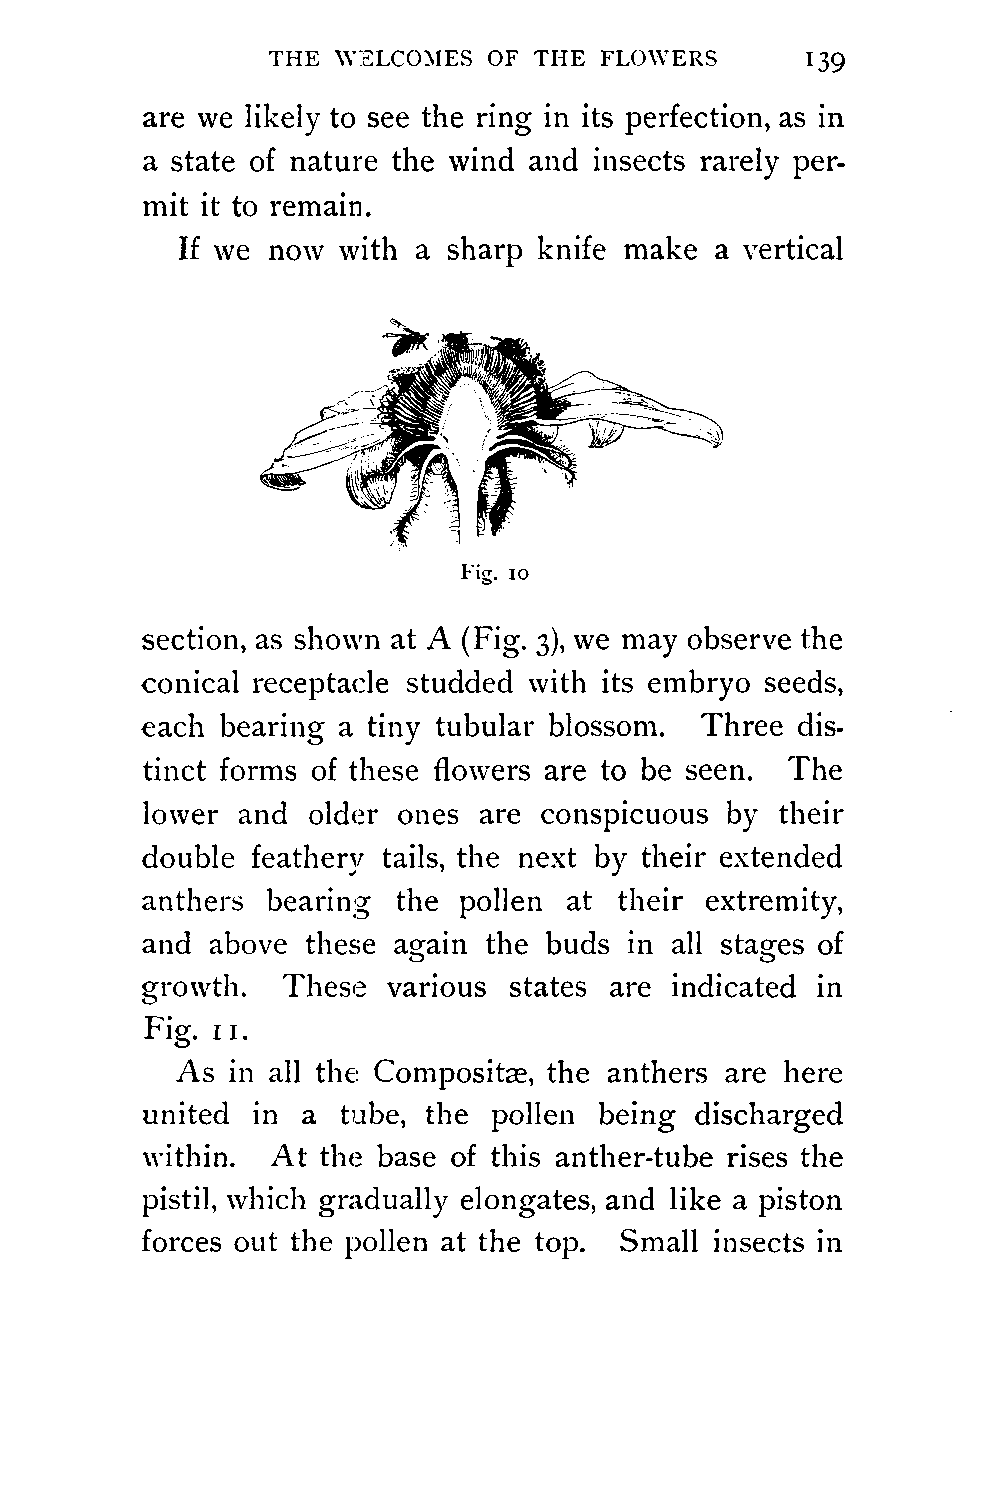 THE WELCOMES OF THE FLOWERS 139
are we likely to see the ring in its perfection, as in
a state of nature the wind and insects rarely per-
mit it to remain.
If we now with a sharp knife make a vertical
Fig. 10
section, as shown at A (Fig. 3), we may observe the
conical receptacle studded with its embryo seeds,
each bearing a tiny tubular blossom. Three dis-
tinct forms of these flowers are to be seen. The
lower and older ones are conspicuous by their
double feathery tails, the next by their extended
anthers bearing the pollen at their extremity,
and above these again the buds in all stages of
growth. These various states are indicated in
Fig. 11.
As in all the Compositæ, the anthers are here
united in a tube, the pollen being discharged
within. At the base of this anther-tube rises the
pistil, which gradually elongates, and like a piston
forces out the pollen at the top. Small insects in